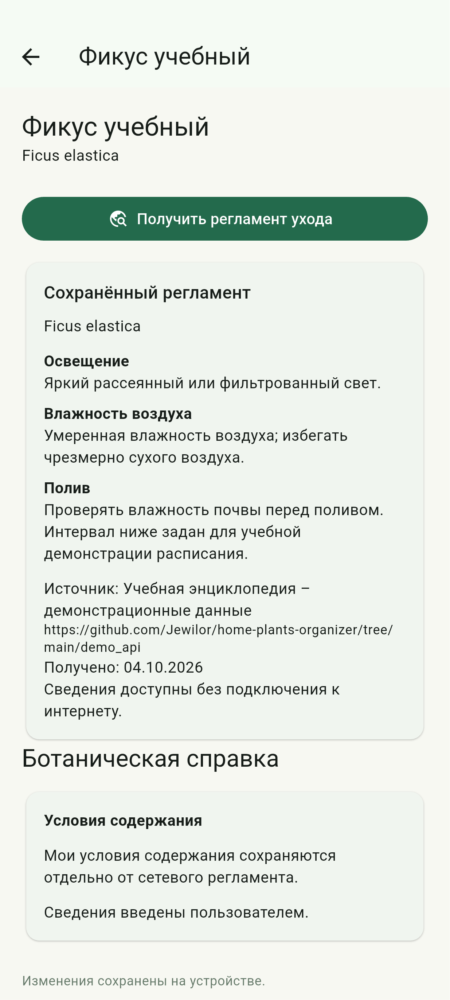 Фикус учебный
Фикус учебный
Ficus elastica
Получить регламент ухода
Сохранённый регламент
Ficus elastica
Освещение
Яркий рассеянный или фильтрованный свет.
Влажность воздуха
Умеренная влажность воздуха; избегать
чрезмерно сухого воздуха.
Полив
Проверять влажность почвы перед поливом.
Интервал ниже задан для учебной
демонстрации расписания.
Источник: Учебная энциклопедия –
демонстрационные данные
https://github.com/Jewilor/home-plants-organizer/tree/
main/demo_api
Получено: 04.10.2026
Сведения доступны без подключения к
интернету.
Ботаническая справка
Условия содержания
Мои условия содержания сохраняются
отдельно от сетевого регламента.
Сведения введены пользователем.
Изменения сохранены на устройстве.